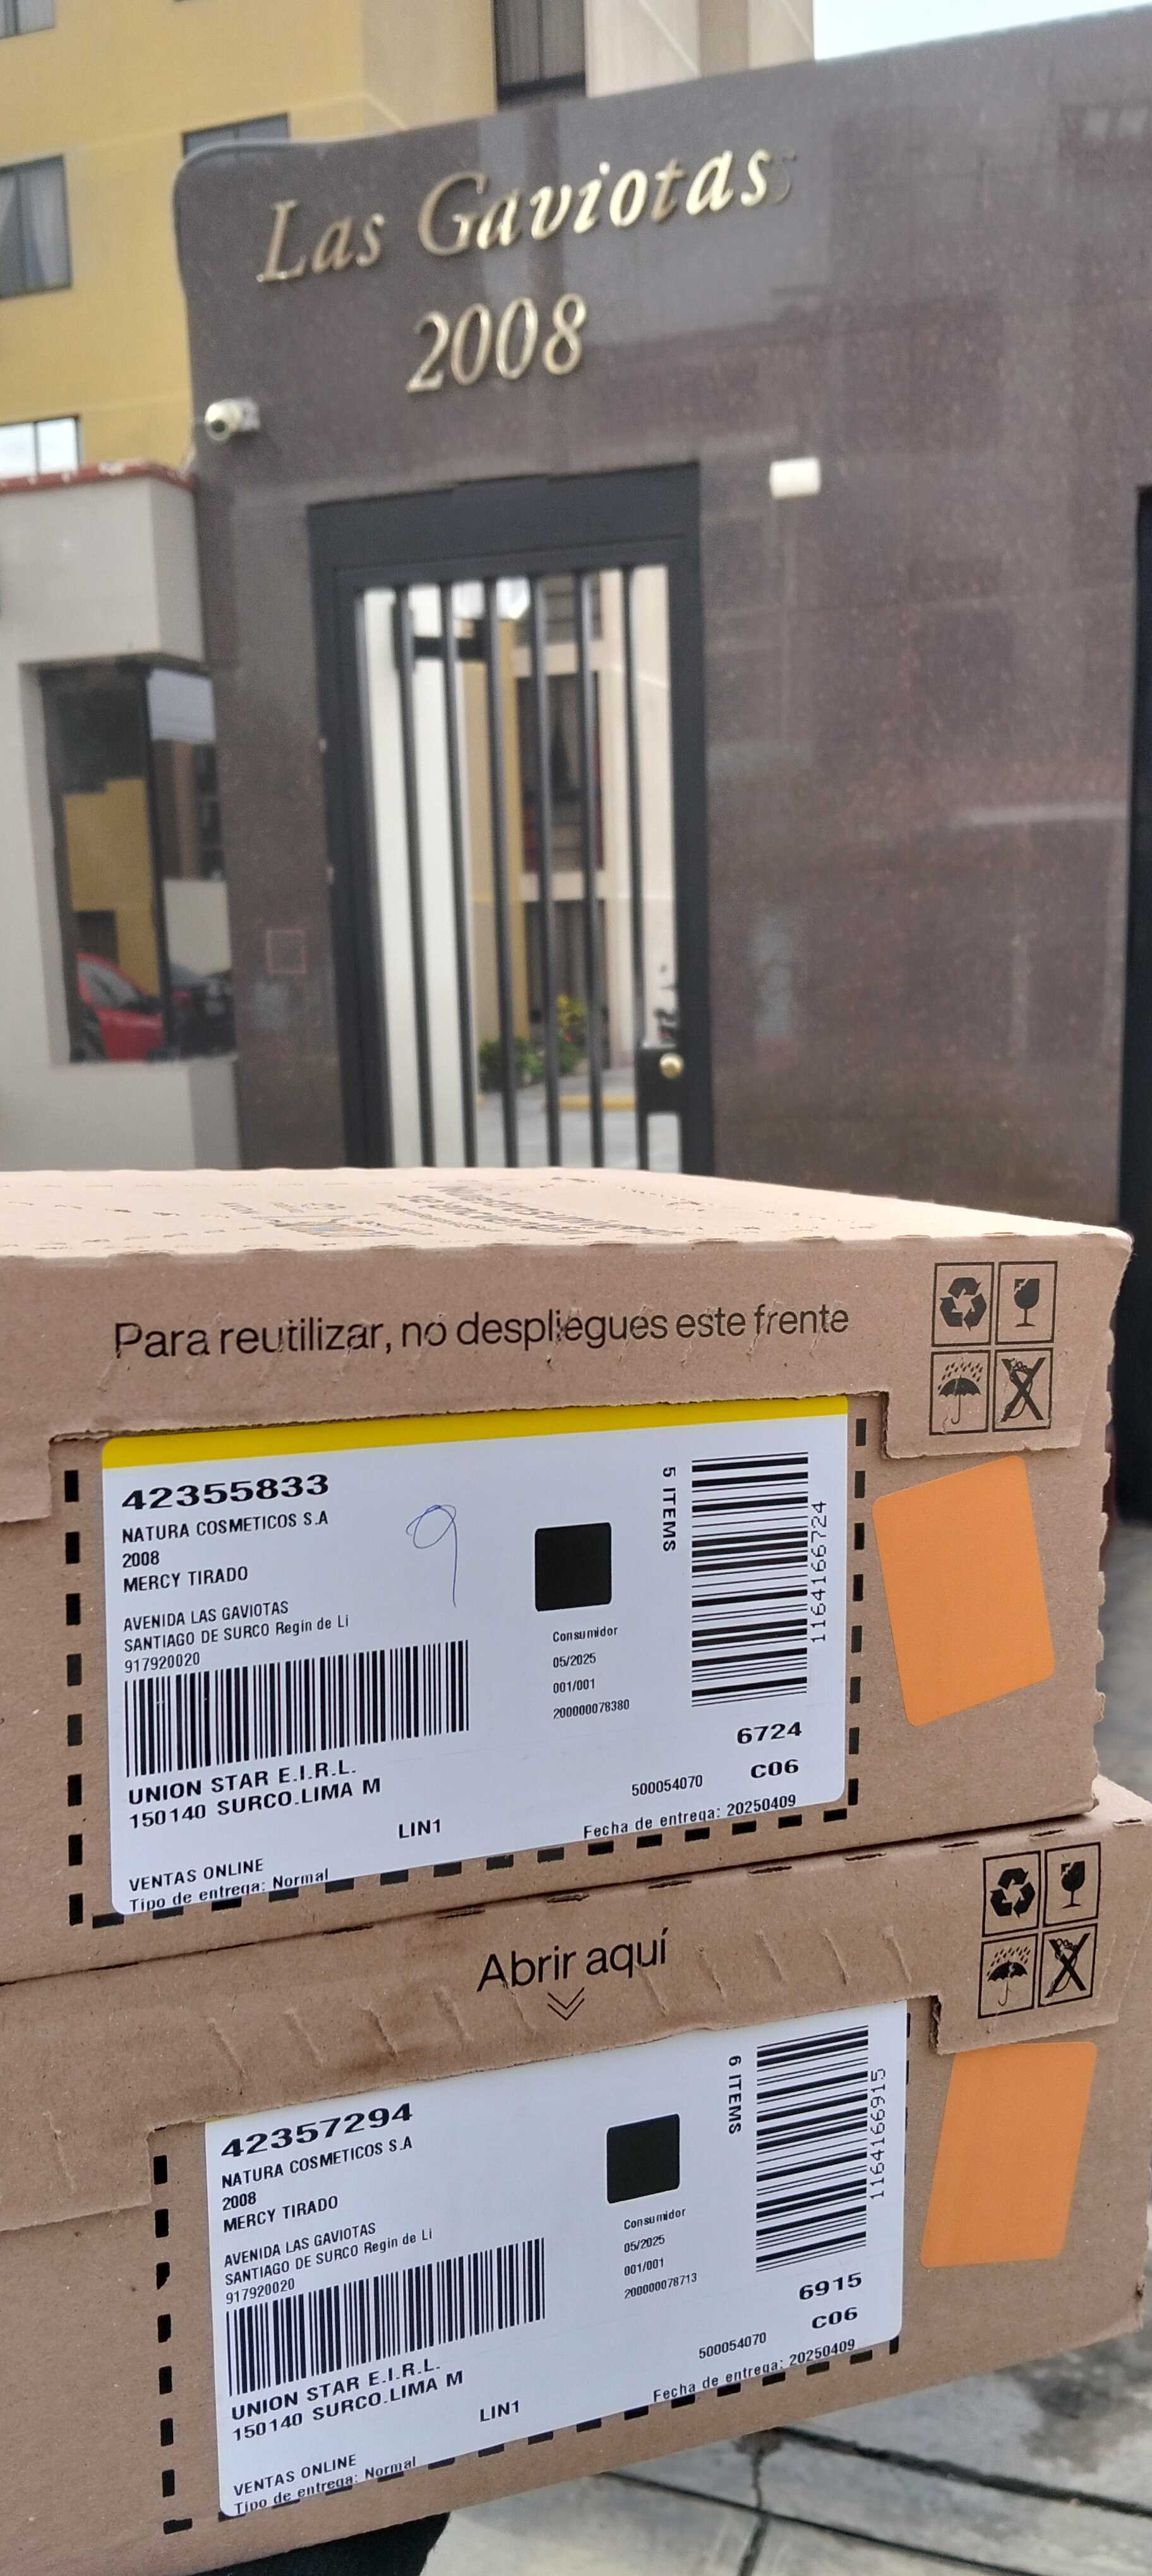 Las Gaviotas
2008
Para reutilizar, no despliegues este frente
42355833
NATURA COSMETICOS S.A
2008
MERCY TIRADO
AVENIDA LAS GAVIOTAS
SANTIAGO DE SURCO Regin de Li
917920020
UNION STAR E.I.R.L.
150140 SURCO.LIMA M
LIN1
VENTAS ONLINE
Tipo de entrega: Normal
9
Consumidor
05/2025
001/001
200000078380
5 ITEMS
1164166724
6724
C06
500054070
Fecha de entrega: 20250409
Abrir aquí
42357294
NATURA COSMETICOS S.A
2008
MERCY TIRADO
AVENIDA LAS GAVIOTAS
SANTIAGO DE SURCO Regin de Li
917920020
UNION STAR E.I.R.L.
150140 SURCO.LIMA M
LIN1
VENTAS ONLINE
Tipo de entrega: Normal
Consumidor
05/2025
001/001
200000078713
6 ITEMS
1164166915
6915
C06
500054070
Fecha de entrega: 20250409